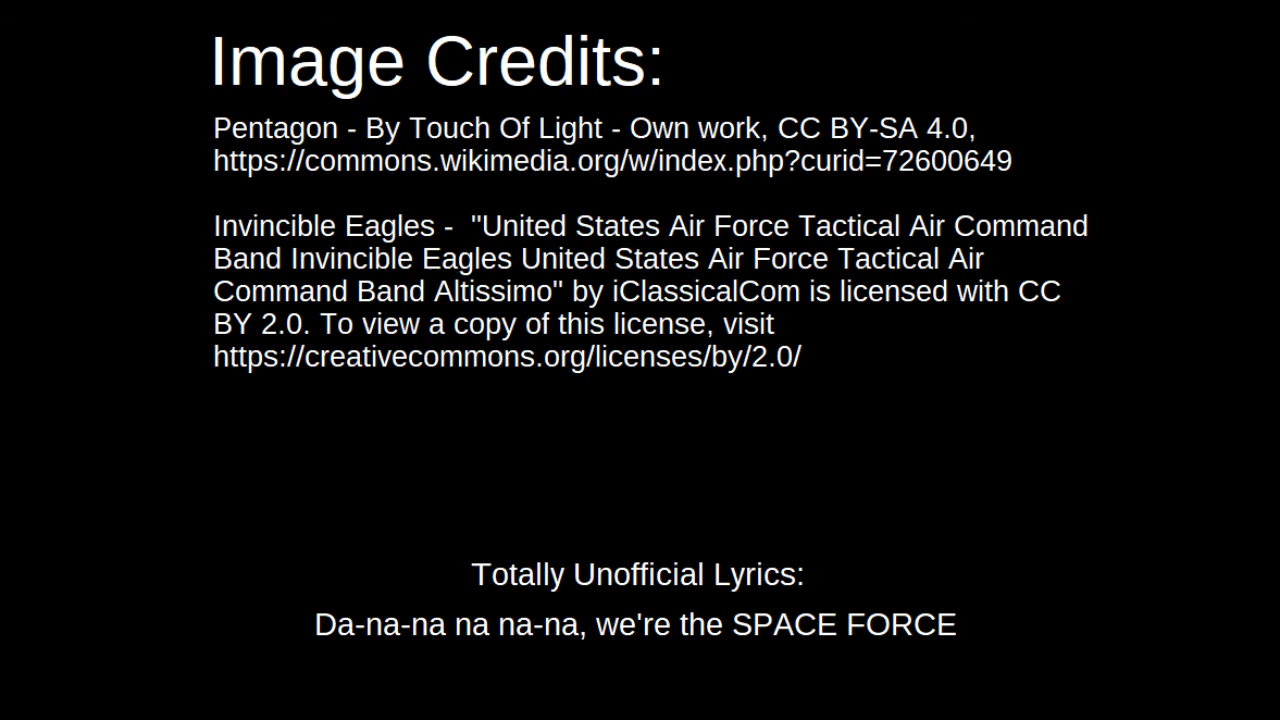 Image Credits:
Pentagon - By Touch Of Light - Own work, CC BY-SA 4.0,
https://commons.wikimedia.org/w/index.php?curid=72600649
Invincible Eagles -  "United States Air Force Tactical Air Command
Band Invincible Eagles United States Air Force Tactical Air
Command Band Altissimo" by iClassicalCom is licensed with CC
BY 2.0. To view a copy of this license, visit
https://creativecommons.org/licenses/by/2.0/
Totally Unofficial Lyrics:
Da-na-na na na-na, we're the SPACE FORCE